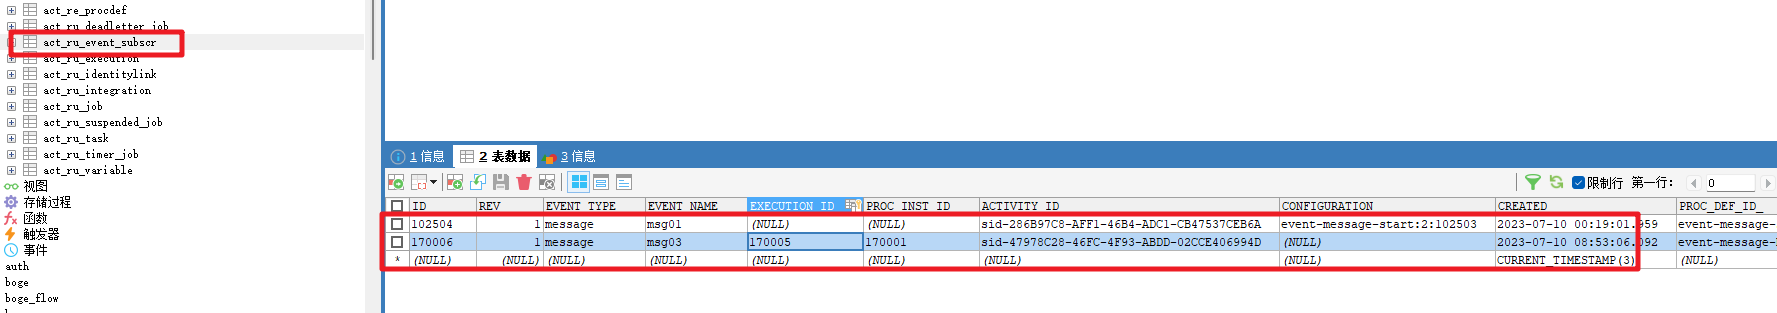 act_re_procdef
act_ru_deadletter_job
act_ru_event_subscr
act_ru_execution
act_ru_identitylink
act_ru_integration
act_ru_job
act_ru_suspended_job
act_ru_task
act_ru_timer_job
act_ru_variable
视图
存储过程
函数
触发器
事件
auth
boge
boge_flow
1 信息 2 表数据 3 信息
限制行 第一行: 0
ID REV EVENT_TYPE EVENT_NAME EXECUTION_ID PROC_INST_ID ACTIVITY_ID CONFIGURATION CREATED PROC_DEF_ID_
102504 1 message msg01 (NULL) (NULL) sid-286B97C8-AFF1-46B4-ADC1-CB47537CEB6A event-message-start:2:102503 2023-07-10 00:19:01.959 event-message-
170006 1 message msg03 170005 170001 sid-47978C28-46FC-4F93-ABDD-02CCE406994D (NULL) 2023-07-10 08:53:06.092 event-message-
* (NULL) (NULL) (NULL) (NULL) (NULL) (NULL) (NULL) (NULL) CURRENT_TIMESTAMP(3) (NULL)